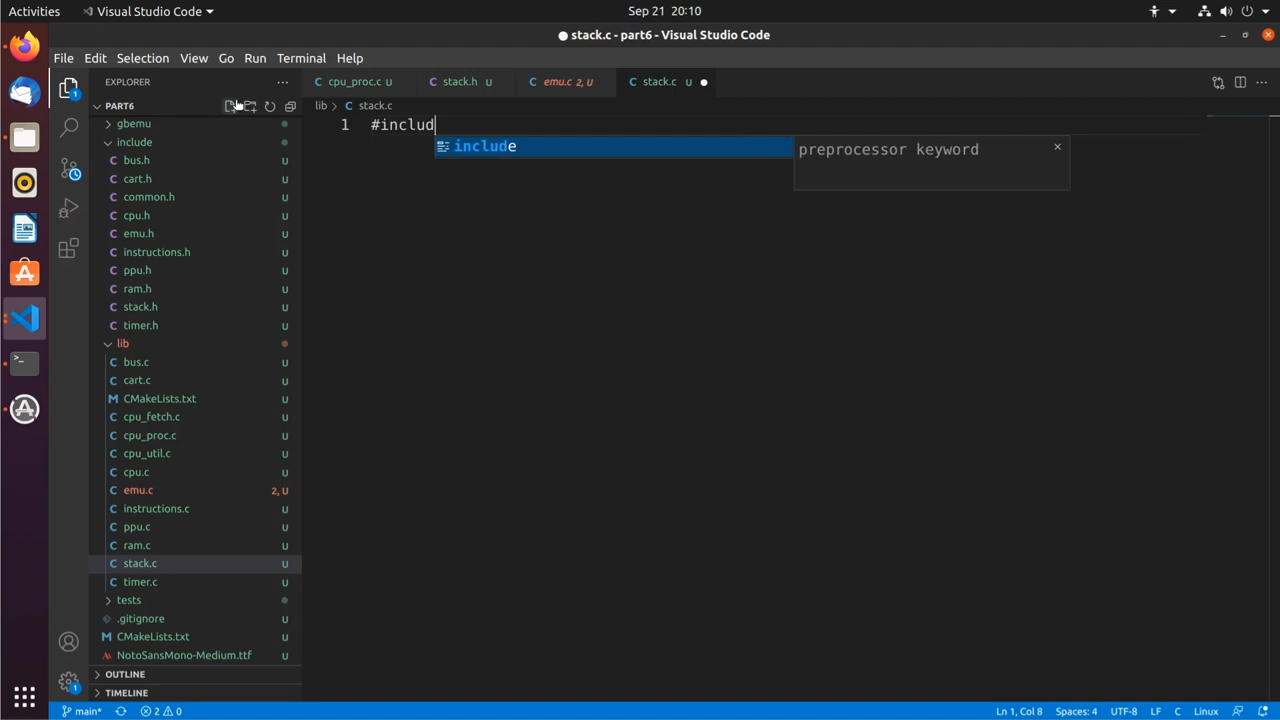 Activities Visual Studio Code Sep 21 20:10
stack.c - part6 - Visual Studio Code
File Edit Selection View Go Run Terminal Help
EXPLORER
cpu_proc.c U stack.h U emu.c 2, U stack.c U
PART6
lib > stack.c
1 #includ
include
preprocessor keyword
gbemu
include
bus.h U
cart.h U
common.h U
cpu.h U
emu.h U
instructions.h U
ppu.h U
ram.h U
stack.h U
timer.h U
lib
bus.c U
cart.c U
CMakeLists.txt U
cpu_fetch.c U
cpu_proc.c U
cpu_util.c U
cpu.c U
emu.c 2, U
instructions.c U
ppu.c U
ram.c U
stack.c U
timer.c U
tests
.gitignore U
CMakeLists.txt U
NotoSansMono-Medium.ttf U
OUTLINE
TIMELINE
main* 2 0 Ln 1, Col 8 Spaces: 4 UTF-8 LF C Linux